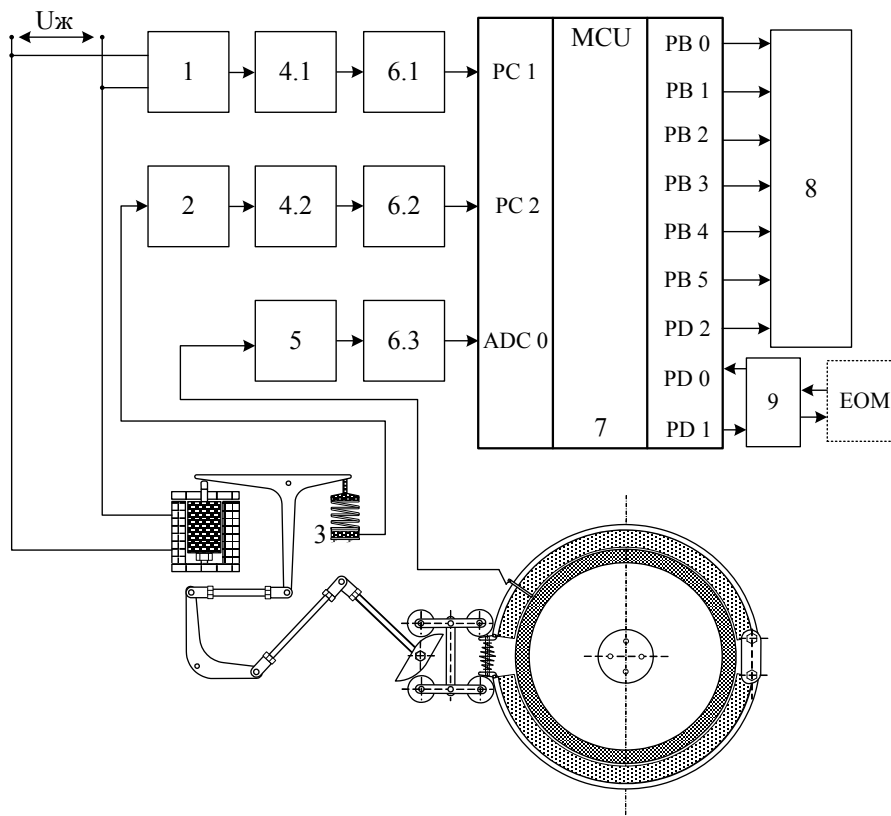 Uж
MCU
PB 0
1
4.1
6.1
PC 1
PB 1
PB 2
2
4.2
6.2
PC 2
PB 3
8
PB 4
PB 5
5
6.3
ADC 0
PD 2
PD 0
9
EOM
7
PD 1
3